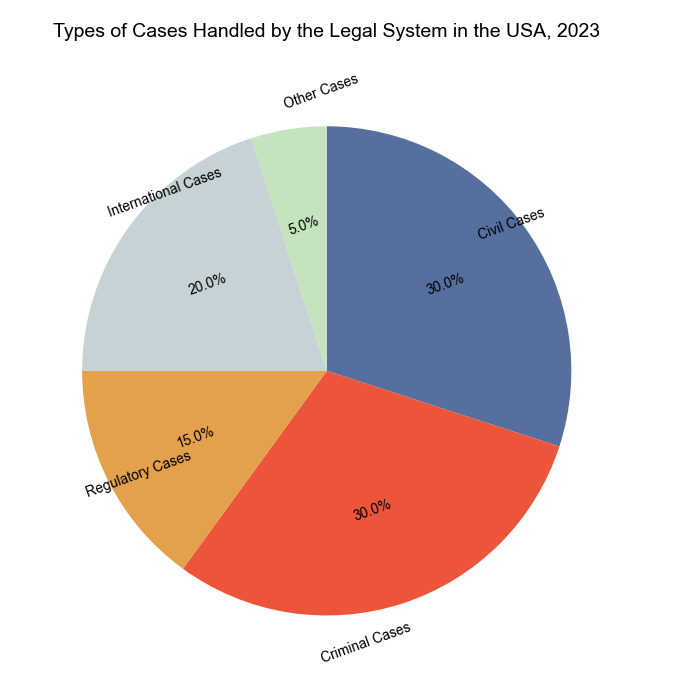 Types of Cases Handled by the Legal System in the USA, 2023
Other Cases
International Cases
5.0%
Civil Cases
20.0%
30.0%
15.0%
Regulatory Cases
30.0%
Criminal Cases